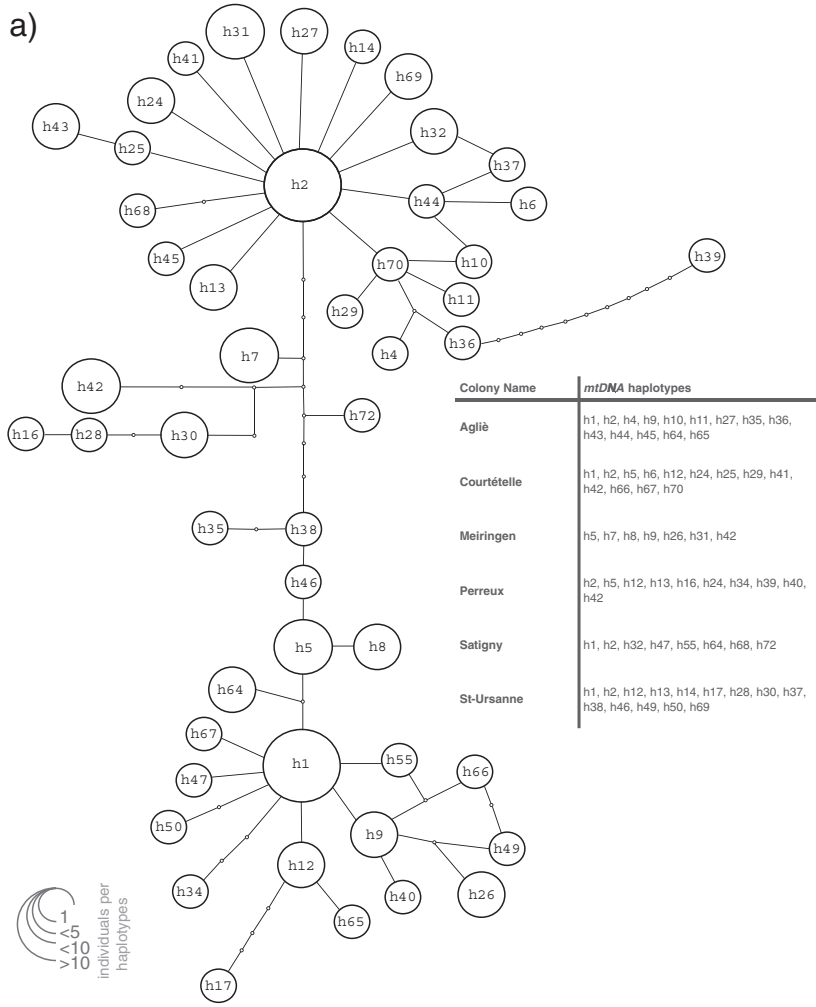 a)
h31
h27
h14
h41
h69
h24
h43
h32
h25
h37
h2
h44
h6
h68
h45
h70
h10
h39
h13
h11
h29
h36
h4
h7
h42
h72
h16
h28
h30
h35
h38
h46
h5
h8
h64
h67
h1
h55
h66
h47
h50
h9
h49
h12
h34
h40
h26
h65
h17
Colony Name mtDNA haplotypes
Agliè h1, h2, h4, h9, h10, h11, h27, h35, h36,
h43, h44, h45, h64, h65
Courtételle h1, h2, h5, h6, h12, h24, h25, h29, h41,
h42, h66, h67, h70
Meiringen h5, h7, h8, h9, h26, h31, h42
Perreux h2, h5, h12, h13, h16, h24, h34, h39, h40,
h42
Satigny h1, h2, h32, h47, h55, h64, h68, h72
St-Ursanne h1, h2, h12, h13, h14, h17, h28, h30, h37,
h38, h46, h49, h50, h69
1
<5
<10
>10
individuals per
haplotypes